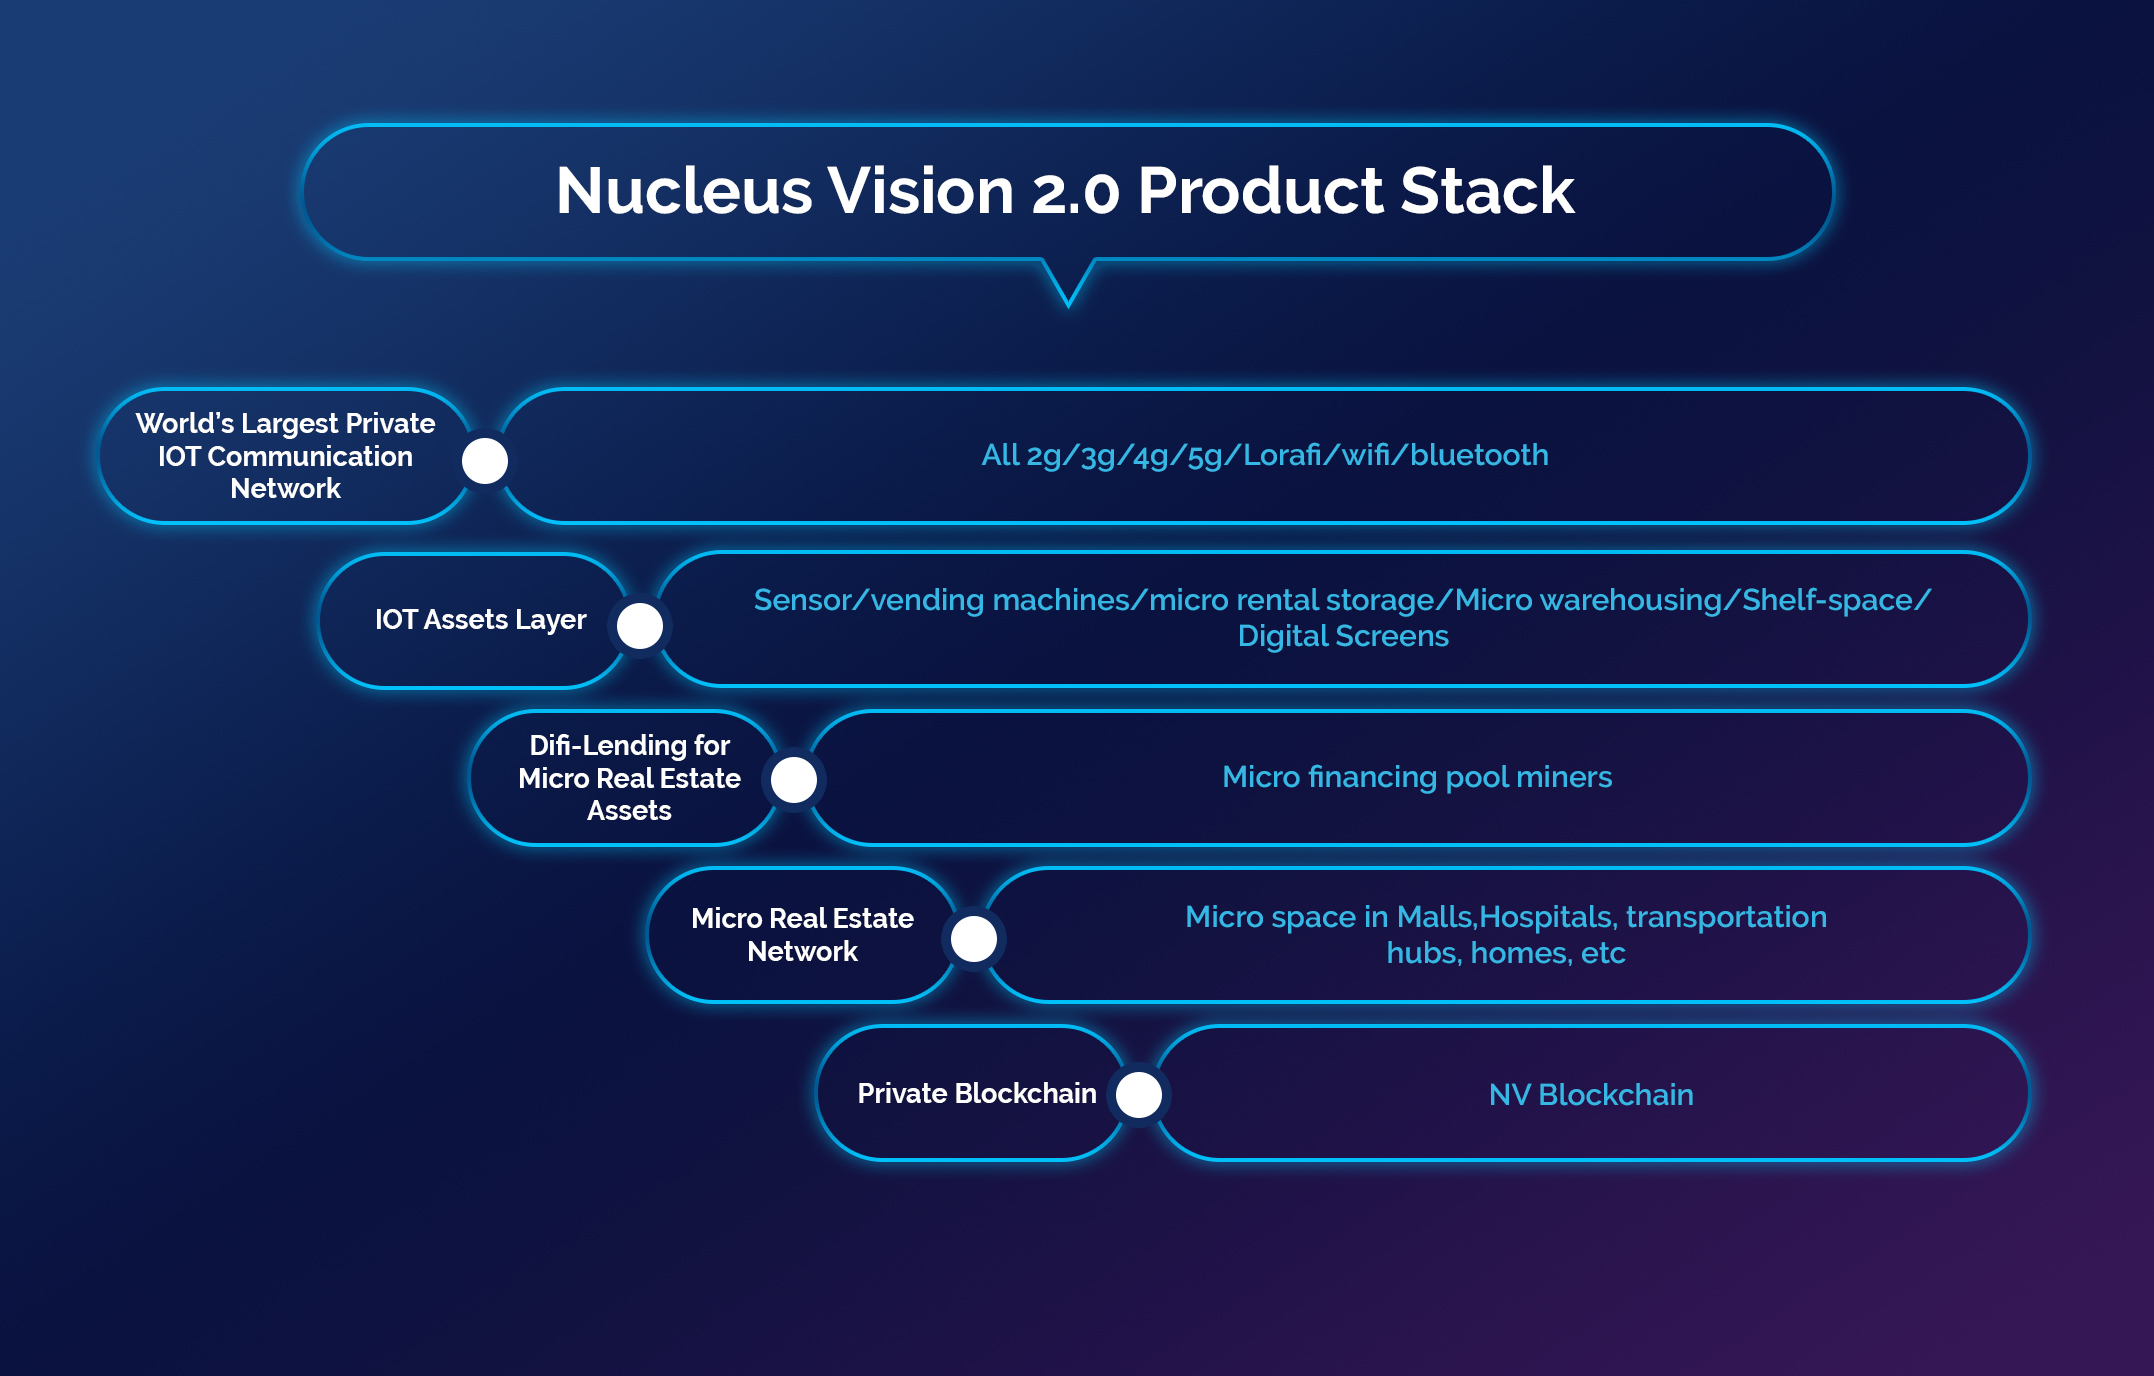 Nucleus Vision 2.0 Product Stack
World's Largest Private
IOT Communication
Network
All 2g/3g/4g/5g/Lorafi/wifi/bluetooth
IOT Assets Layer
Sensor/vending machines/micro rental storage/Micro warehousing/Shelf-space/
Digital Screens
Difi-Lending for
Micro Real Estate
Assets
Micro financing pool miners
Micro Real Estate
Network
Micro space in Malls,Hospitals, transportation
hubs, homes, etc
Private Blockchain
NV Blockchain